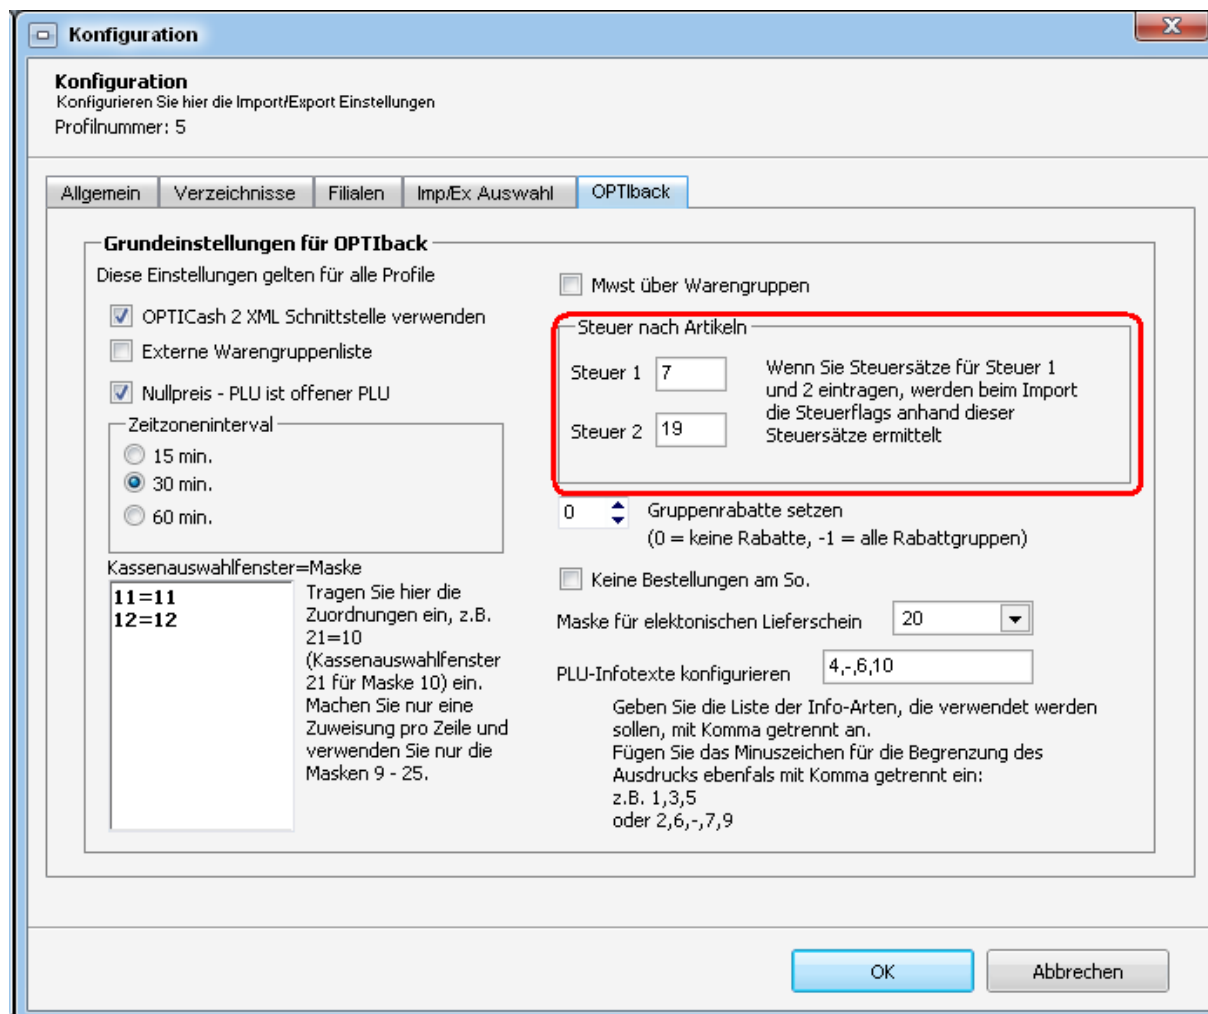 Konfiguration
Konfiguration
Konfigurieren Sie hier die Import/Export Einstellungen
Profilnummer: 5
Allgemein
Verzeichnisse
Filialen
Imp/Ex Auswahl
OPTIback
Grundeinstellungen für OPTIback
Diese Einstellungen gelten für alle Profile
OPTICash 2 XML Schnittstelle verwenden
Externe Warengruppenliste
Nullpreis - PLU ist offener PLU
Zeitzoneninterval
15 min.
30 min.
60 min.
Kassenauswahlfenster=Maske
11=11
12=12
Tragen Sie hier die
Zuordnungen ein, z.B.
21=10
(Kassenauswahlfenster
21 für Maske 10) ein.
Machen Sie nur eine
Zuweisung pro Zeile und
verwenden Sie nur die
Masken 9 - 25.
Mwst über Warengruppen
Steuer nach Artikeln
Steuer 1
7
Steuer 2
19
Wenn Sie Steuersätze für Steuer 1
und 2 eintragen, werden beim Import
die Steuerflags anhand dieser
Steuersätze ermittelt
0
Gruppenrabatte setzen
(0 = keine Rabatte, -1 = alle Rabattgruppen)
Keine Bestellungen am So.
Maske für elektonischen Lieferschein
20
PLU-Infotexte konfigurieren
4,-,6,10
Geben Sie die Liste der Info-Arten, die verwendet werden
sollen, mit Komma getrennt an.
Fügen Sie das Minuszeichen für die Begrenzung des
Ausdrucks ebenfals mit Komma getrennt ein:
z.B. 1,3,5
oder 2,6,-,7,9
OK
Abbrechen